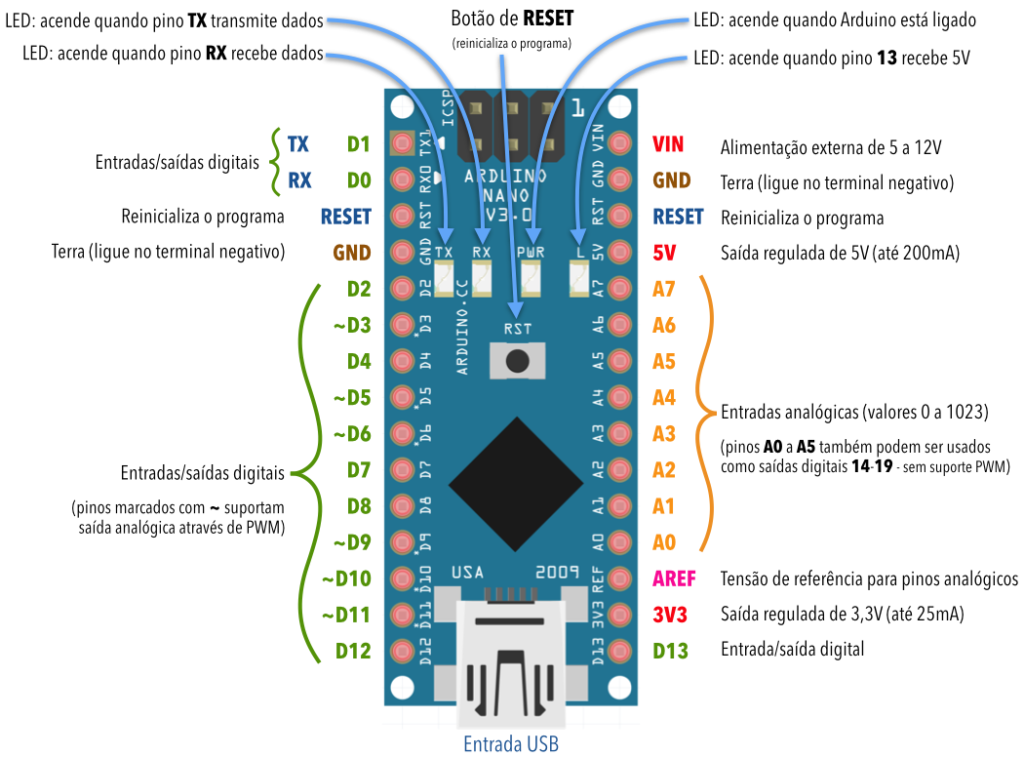 LED: acende quando pino TX transmite dados
LED: acende quando pino RX recebe dados
Botão de RESET
(reinicializa o programa)
LED: acende quando Arduino está ligado
LED: acende quando pino 13 recebe 5V
Entradas/saídas digitais
TX D1
RX D0
Reinicializa o programa RESET
Terra (ligue no terminal negativo) GND
D2
~D3
D4
~D5
~D6
D7
D8
~D9
~D10
~D11
D12
Entradas/saídas digitais
(pinos marcados com ~ suportam
saída analógica através de PWM)
ICSP
1
TX1
RX0
RST
GND
D2
D3
D4
D5
D6
D7
D8
D9
D10
D11
D12
ARDUINO
NANO
V3.0
TX RX PWR L
ARDUINO.CC
RST
USA 2009
VIN
GND
RST
5V
A7
A6
A5
A4
A3
A2
A1
A0
REF
3V3
D13
VIN Alimentação externa de 5 a 12V
GND Terra (ligue no terminal negativo)
RESET Reinicializa o programa
5V Saída regulada de 5V (até 200mA)
A7
A6
A5
A4
A3
A2
A1
A0
Entradas analógicas (valores 0 a 1023)
(pinos A0 a A5 também podem ser usados
como saídas digitais 14-19 - sem suporte PWM)
AREF Tensão de referência para pinos analógicos
3V3 Saída regulada de 3,3V (até 25mA)
D13 Entrada/saída digital
Entrada USB